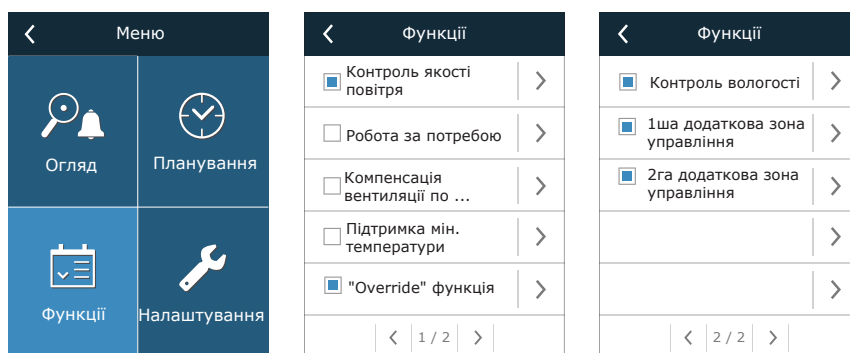 Меню
Огляд
Планування
Функції
Налаштування
Функції
Контроль якості
повітря
Робота за потребою
Компенсація
вентиляції по ...
Підтримка мін.
температури
"Override" функція
1 / 2
Функції
Контроль вологості
1ша додаткова зона
управління
2га додаткова зона
управління
2 / 2